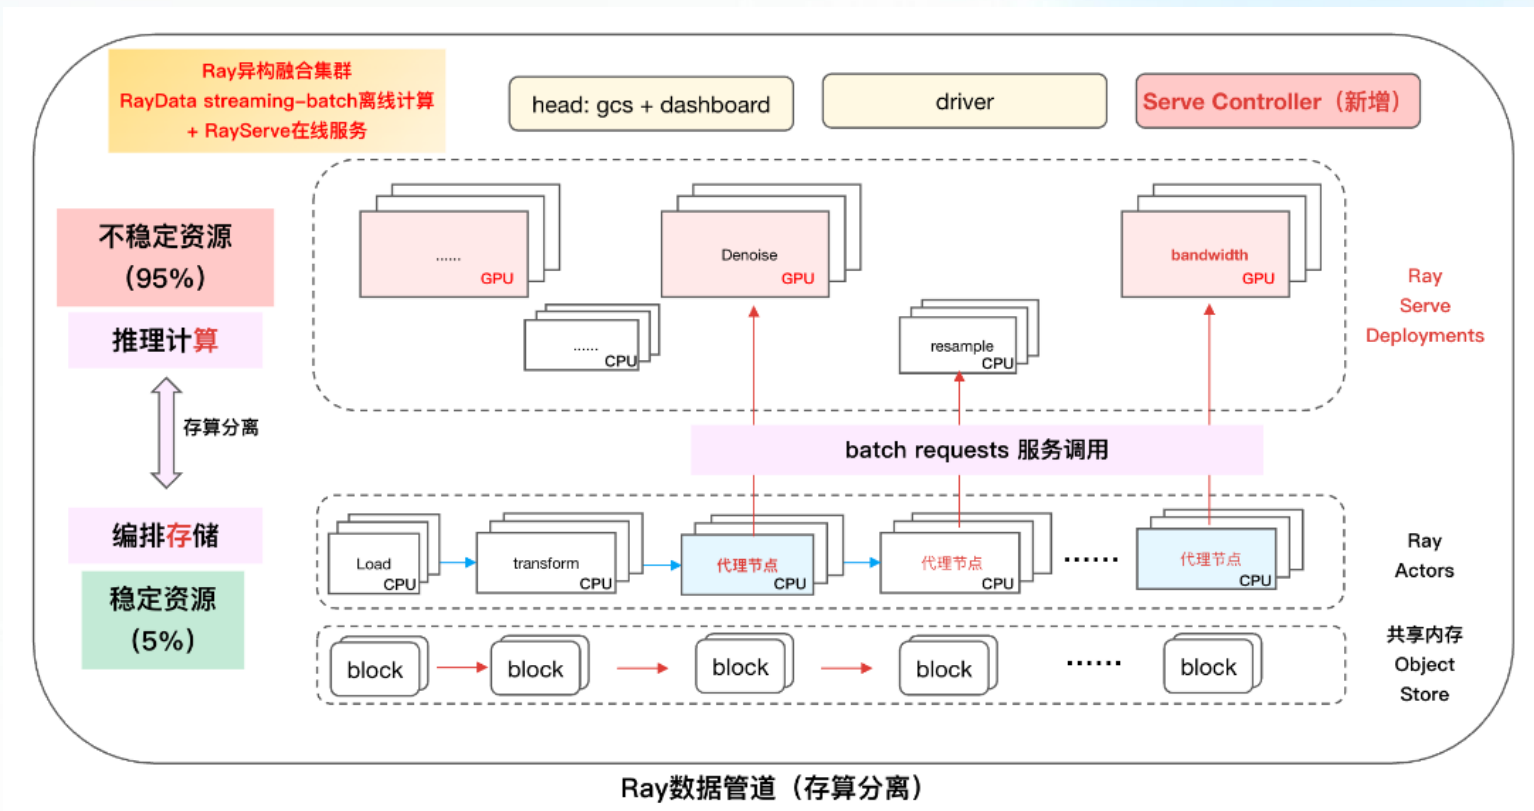 Ray异构融合集群
RayData streaming-batch离线计算
+ RayServe在线服务
head: gcs + dashboard
driver
Serve Controller（新增）
不稳定资源
（95%）
推理计算
存算分离
编排存储
稳定资源
（5%）
......
GPU
Denoise
GPU
bandwidth
GPU
......
CPU
resample
CPU
Ray
Serve
Deployments
batch requests 服务调用
Load
CPU
transform
CPU
代理节点
CPU
代理节点
CPU
......
代理节点
CPU
Ray
Actors
block
block
block
block
......
block
共享内存
Object
Store
Ray数据管道（存算分离）